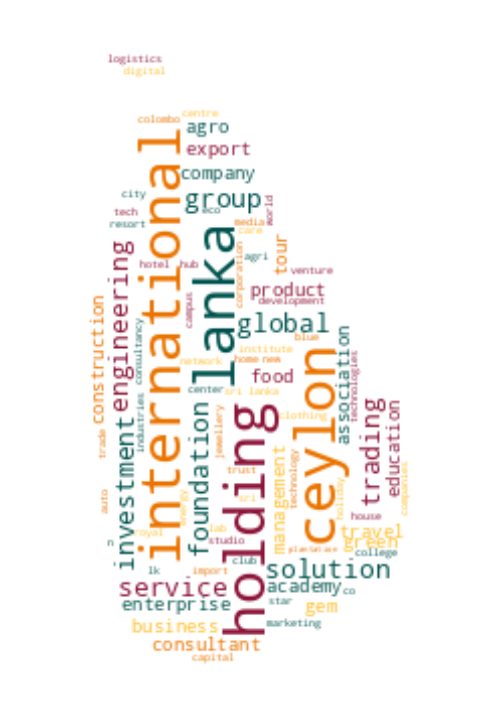 logistics
digital
centre
colombo
agro
export
company
city
group
eco
world
tech
resort
media
care
international
lanka
tour
agri
hotel
hub
venture
corporation
engineering
product
development
campus
construction
global
blue
consultancy
institute
network
home
new
association
technologies
food
center
sri lanka
ceylon
industries
investment
foundation
jewellery
holding
clothing
trading
education
trade
management
technology
trust
companies
auto
energy
sri
holiday
house
royal
lab
studio
travel
green
plantation
college
club
solution
lk
import
service
academy
co
enterprise
star
gem
business
marketing
consultant
capital